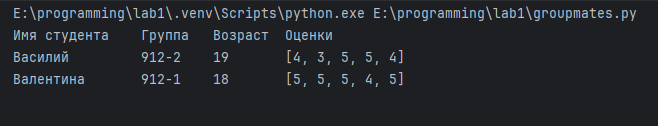 E:\programming\lab1\.venv\Scripts\python.exe E:\programming\lab1\groupmates.py
Имя студента Группа Возраст Оценки
Василий 912-2 19 [4, 3, 5, 5, 4]
Валентина 912-1 18 [5, 5, 5, 4, 5]